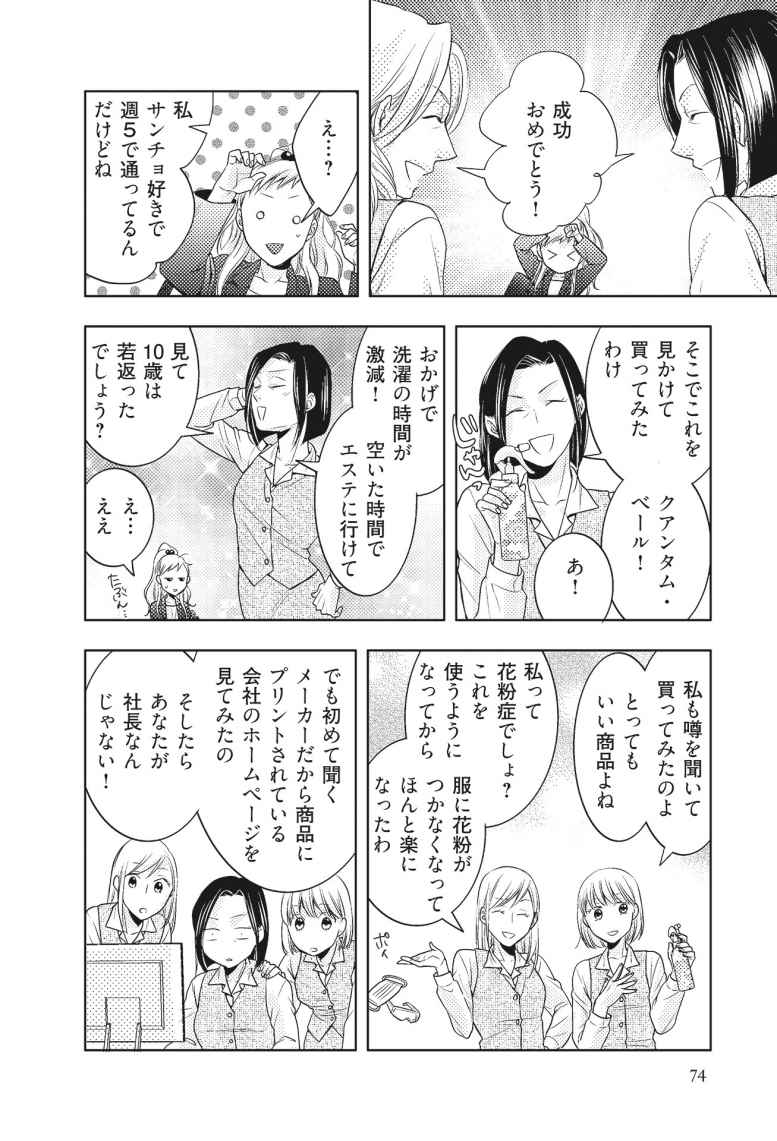 成功
おめでとう！
え…？
私
サンチョ好きで
週5で通ってるん
だけどね
そこでこれを
見かけて
買ってみた
わけ
クアンタム・
ベール！
あ！
じゃーん
おかげで
洗濯の時間が
激減！
空いた時間で
エステに行けて
見て
10歳は
若返った
でしょう？
え…
ええ
たぶん…
私も噂を聞いて
買ってみたのよ
とっても
いい商品よね
私って
花粉症でしょ？
これを
使うように
なってから
服に花粉が
つかなくなって
ほんと楽に
なったわ
ポイ
でも初めて聞く
メーカーだから商品に
プリントされている
会社のホームページを
見てみたの
そしたら
あなたが
社長なん
じゃない！
74